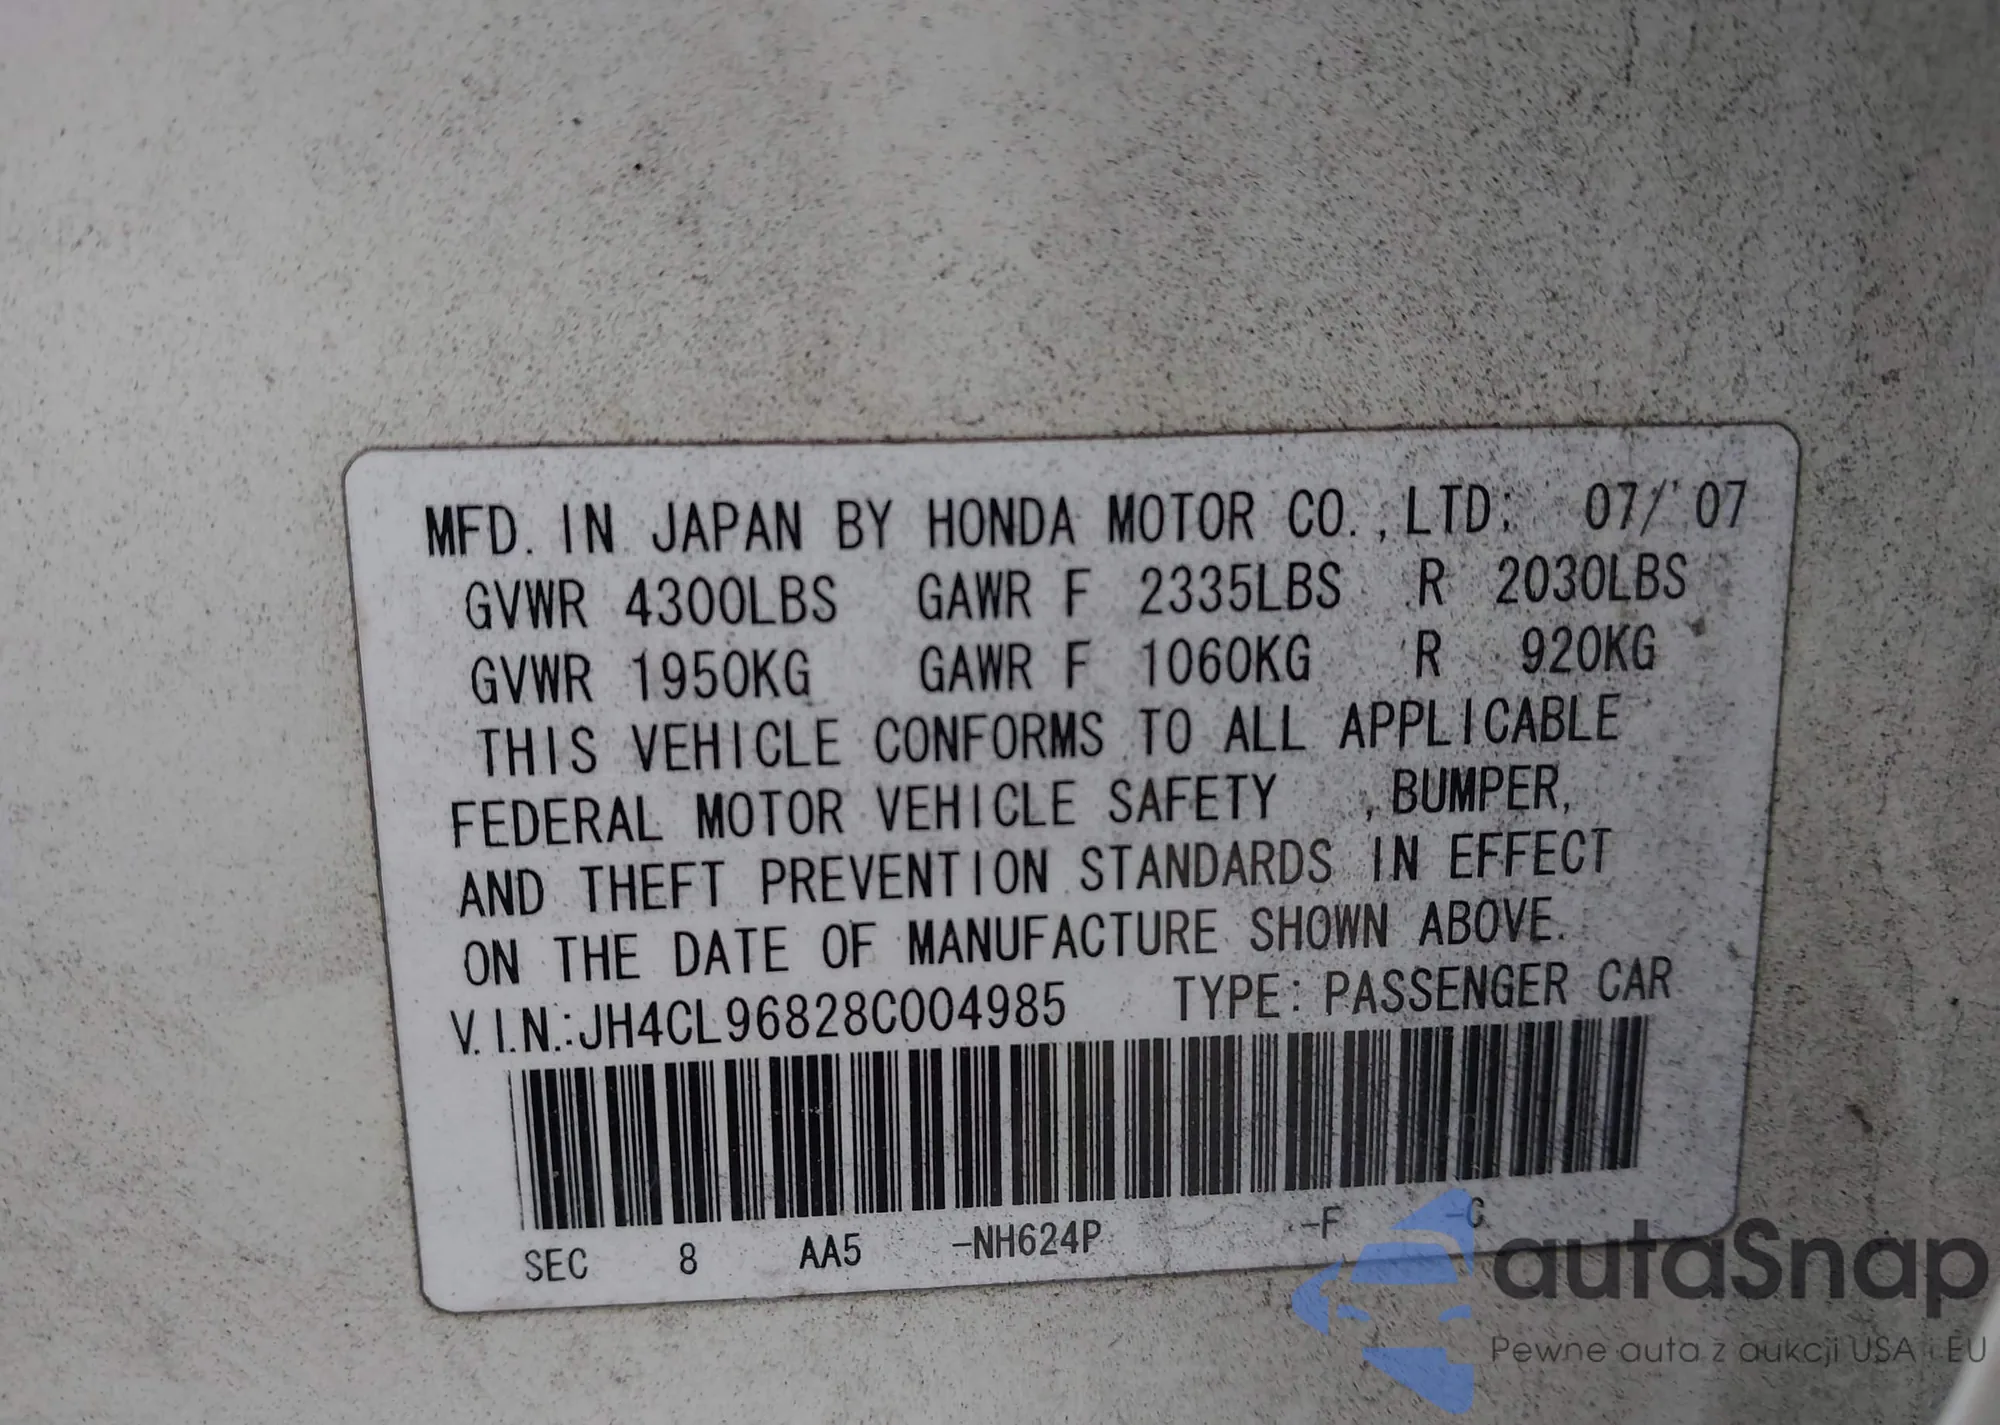 MFD. IN JAPAN BY HONDA MOTOR CO.,LTD. 07/'07
GVWR 4300LBS GAWR F 2335LBS R 2030LBS
GVWR 1950KG GAWR F 1060KG R 920KG
THIS VEHICLE CONFORMS TO ALL APPLICABLE
FEDERAL MOTOR VEHICLE SAFETY , BUMPER,
AND THEFT PREVENTION STANDARDS IN EFFECT
ON THE DATE OF MANUFACTURE SHOWN ABOVE.
V.I.N.:JH4CL96828C004985 TYPE: PASSENGER CAR
SEC 8 AA5 -NH624P -F -C
autaSnap
Pewne auta z aukcji USA i EU